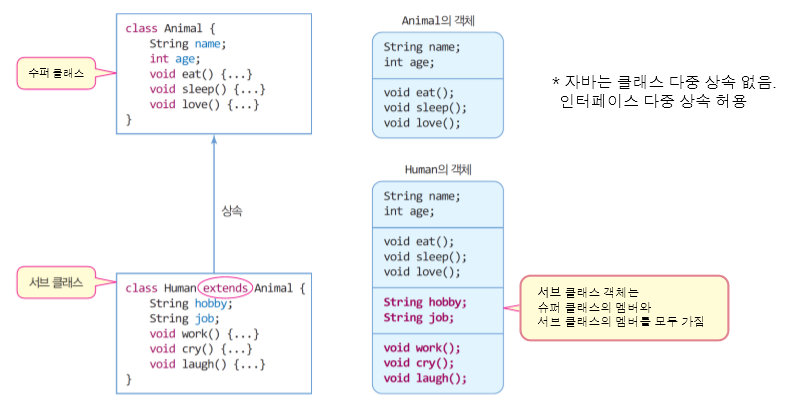 수퍼 클래스
class Animal {
String name;
int age;
void eat() {...}
void sleep() {...}
void love() {...}
}
상속
서브 클래스
class Human extends Animal {
String hobby;
String job;
void work() {...}
void cry() {...}
void laugh() {...}
}
Animal의 객체
String name;
int age;
void eat();
void sleep();
void love();
* 자바는 클래스 다중 상속 없음.
인터페이스 다중 상속 허용
Human의 객체
String name;
int age;
void eat();
void sleep();
void love();
String hobby;
String job;
void work();
void cry();
void laugh();
서브 클래스 객체는
슈퍼 클래스의 멤버와
서브 클래스의 멤버를 모두 가짐